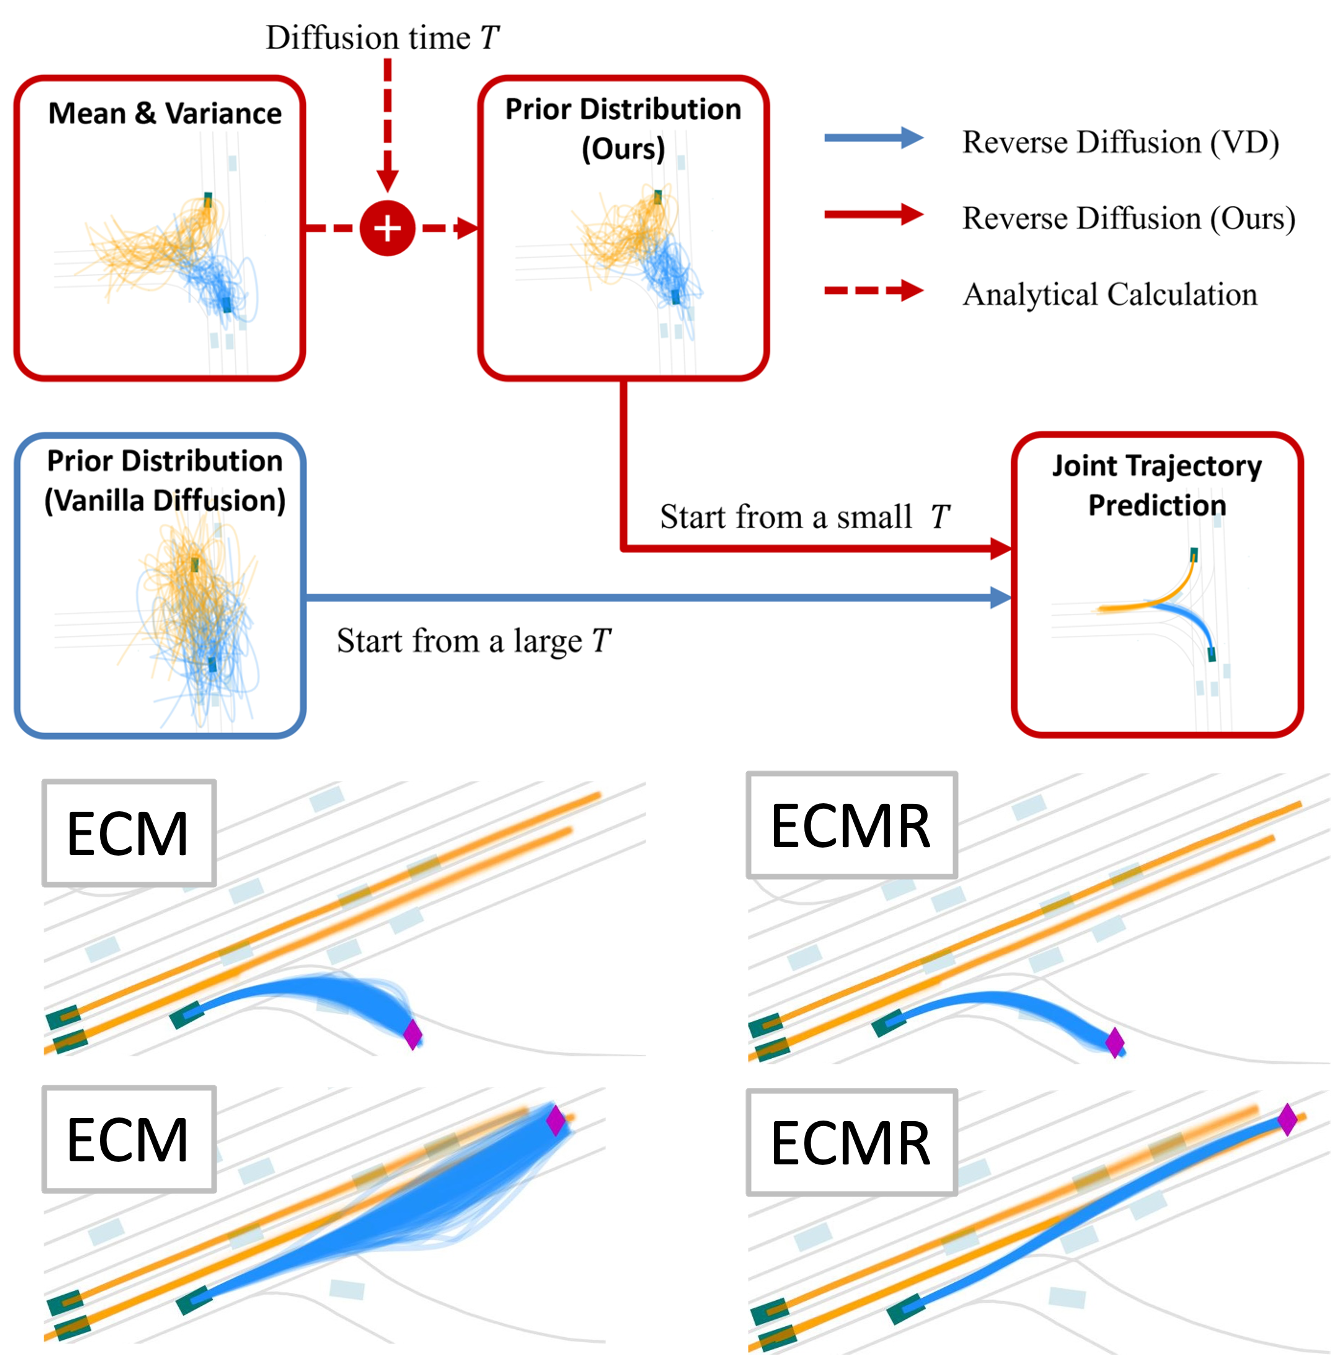 Diffusion time T
Mean & Variance
Prior Distribution
(Ours)
Reverse Diffusion (VD)
Reverse Diffusion (Ours)
Analytical Calculation
Prior Distribution
(Vanilla Diffusion)
Start from a small T
Start from a large T
Joint Trajectory
Prediction
ECM
ECMR
ECM
ECMR